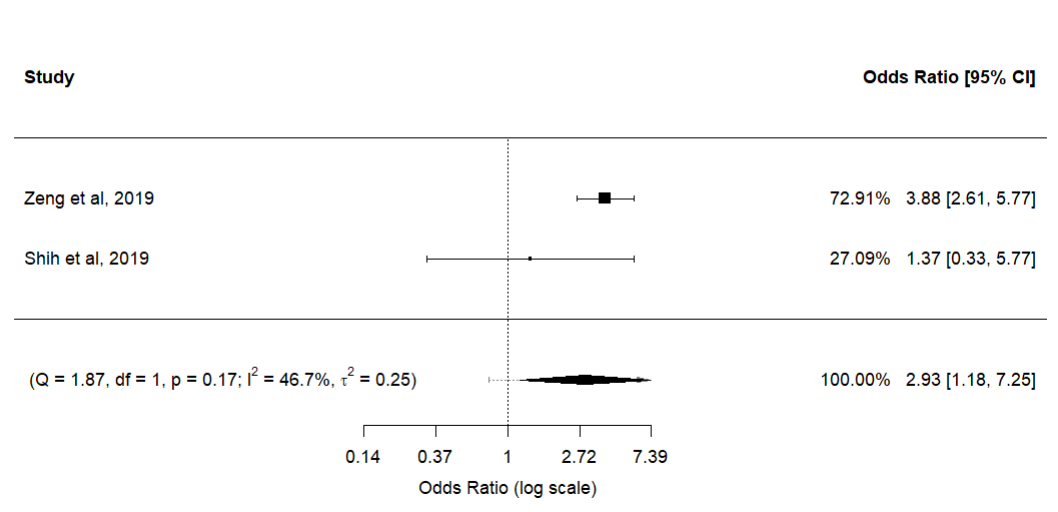 Study Odds Ratio [95% CI]
Zeng et al, 2019 72.91% 3.88 [2.61, 5.77]
Shih et al, 2019 27.09% 1.37 [0.33, 5.77]
(Q = 1.87, df = 1, p = 0.17; I² = 46.7%, τ² = 0.25) 100.00% 2.93 [1.18, 7.25]
0.14 0.37 1 2.72 7.39
Odds Ratio (log scale)